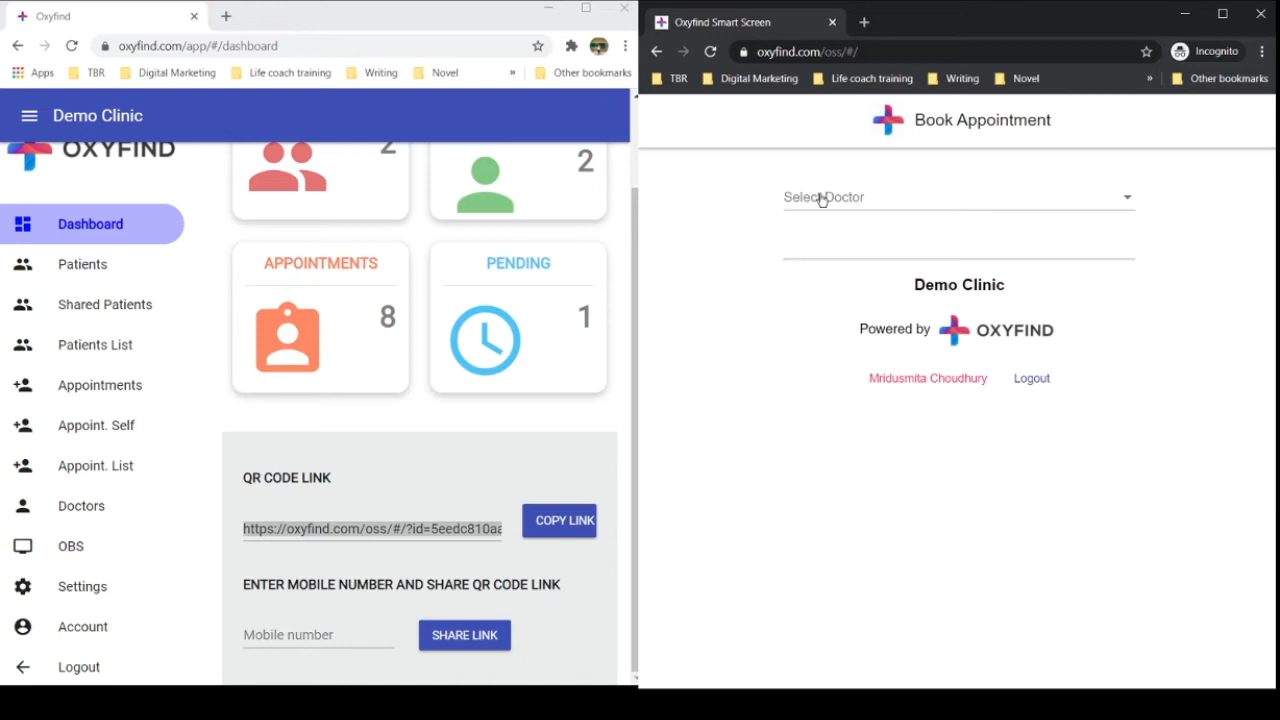 Oxyfind
oxyfind.com/app/#/dashboard
Apps TBR Digital Marketing Life coach training Writing Novel » Other bookmarks
Demo Clinic
OXYFIND
2
2
Dashboard
Patients
Shared Patients
Patients List
Appointments
Appoint. Self
Appoint. List
Doctors
OBS
Settings
Account
Logout
APPOINTMENTS
8
PENDING
1
QR CODE LINK
https://oxyfind.com/oss/#/?id=5eedc810aa
COPY LINK
ENTER MOBILE NUMBER AND SHARE QR CODE LINK
Mobile number
SHARE LINK
Oxyfind Smart Screen
oxyfind.com/oss/#/
Incognito
TBR Digital Marketing Life coach training Writing Novel » Other bookmarks
Book Appointment
Select Doctor
Demo Clinic
Powered by OXYFIND
Mridusmita Choudhury Logout